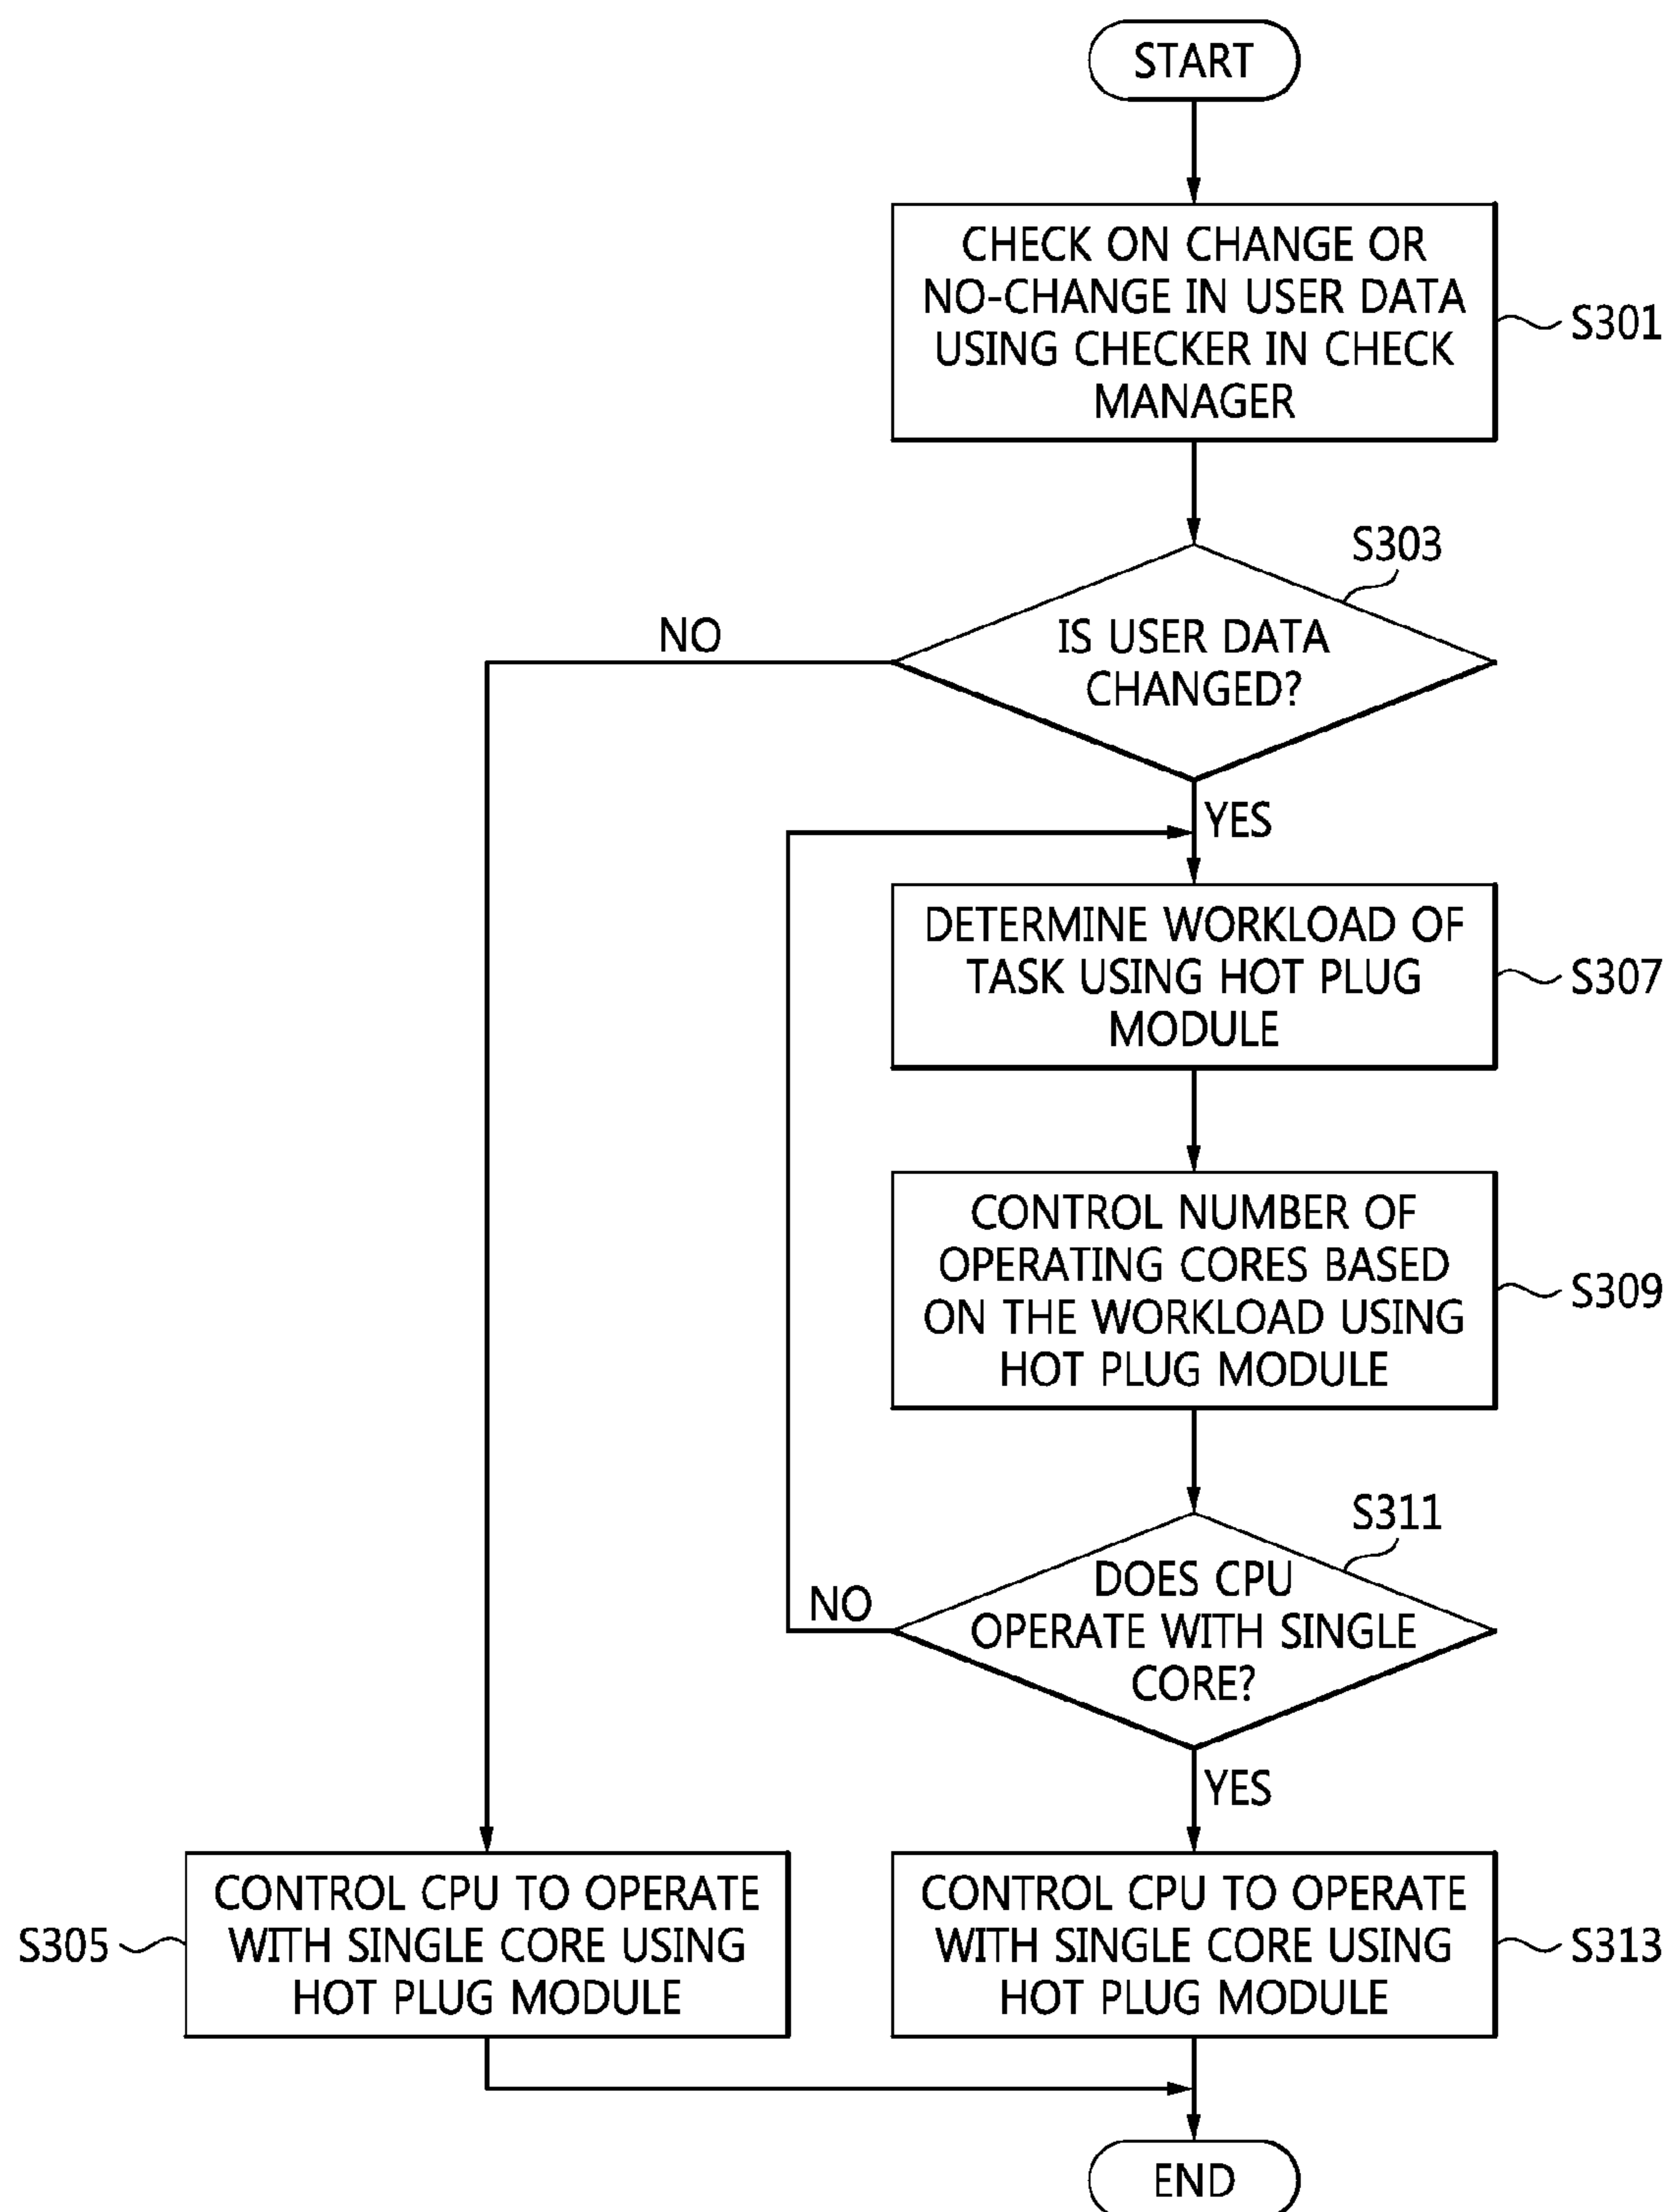 START
CHECK ON CHANGE OR
NO-CHANGE IN USER DATA
USING CHECKER IN CHECK
MANAGER
S301
S303
IS USER DATA
CHANGED?
NO
YES
DETERMINE WORKLOAD OF
TASK USING HOT PLUG
MODULE
S307
CONTROL NUMBER OF
OPERATING CORES BASED
ON THE WORKLOAD USING
HOT PLUG MODULE
S309
S311
DOES CPU
OPERATE WITH SINGLE
CORE?
NO
YES
CONTROL CPU TO OPERATE
WITH SINGLE CORE USING
HOT PLUG MODULE
S305
CONTROL CPU TO OPERATE
WITH SINGLE CORE USING
HOT PLUG MODULE
S313
END